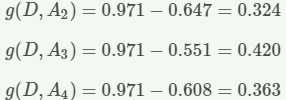 g(D, A₂) = 0.971 − 0.647 = 0.324
g(D, A₃) = 0.971 − 0.551 = 0.420
g(D, A₄) = 0.971 − 0.608 = 0.363